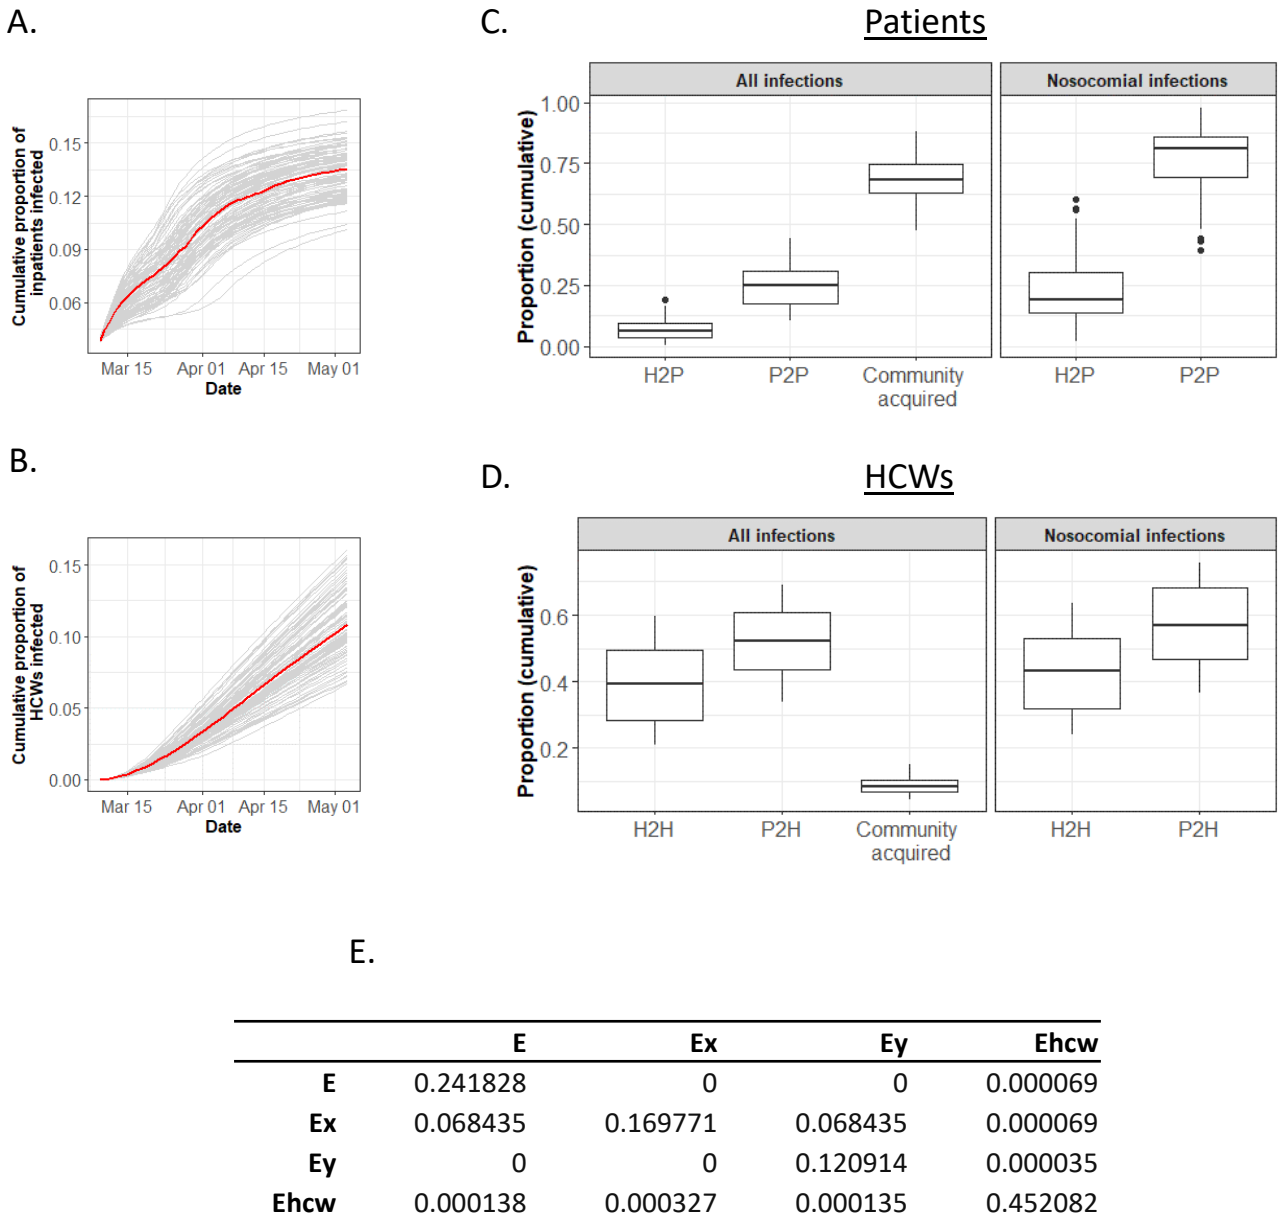 A.
Cumulative proportion of
inpatients infected
0.15
0.12
0.09
0.06
Mar 15 Apr 01 Apr 15 May 01
Date
B.
Cumulative proportion of
HCWs infected
0.15
0.10
0.05
0.00
Mar 15 Apr 01 Apr 15 May 01
Date
C.
Patients
All infections Nosocomial infections
Proportion (cumulative)
1.00
0.75
0.50
0.25
0.00
H2P P2P Community H2P P2P
acquired
D.
HCWs
All infections Nosocomial infections
Proportion (cumulative)
0.6
0.4
0.2
H2H P2H Community H2H P2H
acquired
E.
E Ex Ey Ehcw
E 0.241828 0 0 0.000069
Ex 0.068435 0.169771 0.068435 0.000069
Ey 0 0 0.120914 0.000035
Ehcw 0.000138 0.000327 0.000135 0.452082